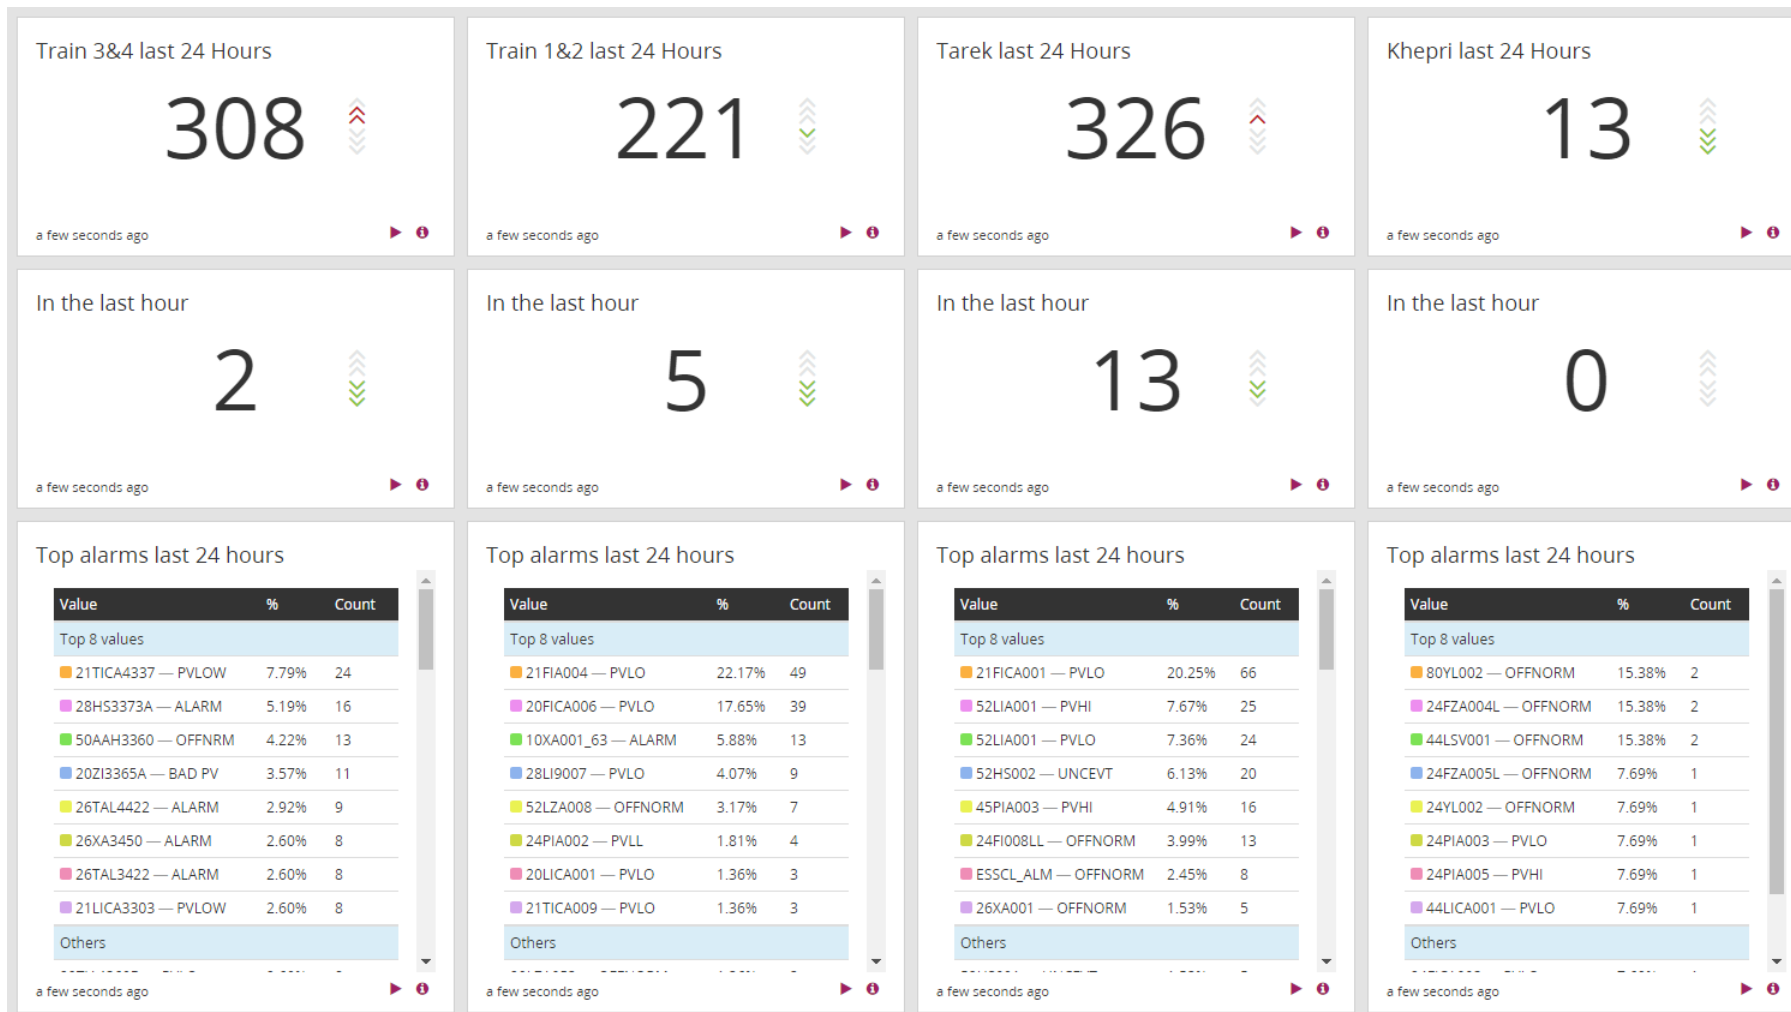 Train 3&4 last 24 Hours
308
a few seconds ago
Train 1&2 last 24 Hours
221
a few seconds ago
Tarek last 24 Hours
326
a few seconds ago
Khepri last 24 Hours
13
a few seconds ago
In the last hour
2
a few seconds ago
In the last hour
5
a few seconds ago
In the last hour
13
a few seconds ago
In the last hour
0
a few seconds ago
Top alarms last 24 hours
Value % Count
Top 8 values
21TICA4337 — PVLOW 7.79% 24
28HS3373A — ALARM 5.19% 16
50AAH3360 — OFFNRM 4.22% 13
20ZI3365A — BAD PV 3.57% 11
26TAL4422 — ALARM 2.92% 9
26XA3450 — ALARM 2.60% 8
26TAL3422 — ALARM 2.60% 8
21LICA3303 — PVLOW 2.60% 8
Others
a few seconds ago
Top alarms last 24 hours
Value % Count
Top 8 values
21FIA004 — PVLO 22.17% 49
20FICA006 — PVLO 17.65% 39
10XA001_63 — ALARM 5.88% 13
28LI9007 — PVLO 4.07% 9
52LZA008 — OFFNORM 3.17% 7
24PIA002 — PVLL 1.81% 4
20LICA001 — PVLO 1.36% 3
21TICA009 — PVLO 1.36% 3
Others
a few seconds ago
Top alarms last 24 hours
Value % Count
Top 8 values
21FICA001 — PVLO 20.25% 66
52LIA001 — PVHI 7.67% 25
52LIA001 — PVLO 7.36% 24
52HS002 — UNCEVT 6.13% 20
45PIA003 — PVHI 4.91% 16
24FI008LL — OFFNORM 3.99% 13
ESSCL_ALM — OFFNORM 2.45% 8
26XA001 — OFFNORM 1.53% 5
Others
a few seconds ago
Top alarms last 24 hours
Value % Count
Top 8 values
80YL002 — OFFNORM 15.38% 2
24FZA004L — OFFNORM 15.38% 2
44LSV001 — OFFNORM 15.38% 2
24FZA005L — OFFNORM 7.69% 1
24YL002 — OFFNORM 7.69% 1
24PIA003 — PVLO 7.69% 1
24PIA005 — PVHI 7.69% 1
44LICA001 — PVLO 7.69% 1
Others
a few seconds ago